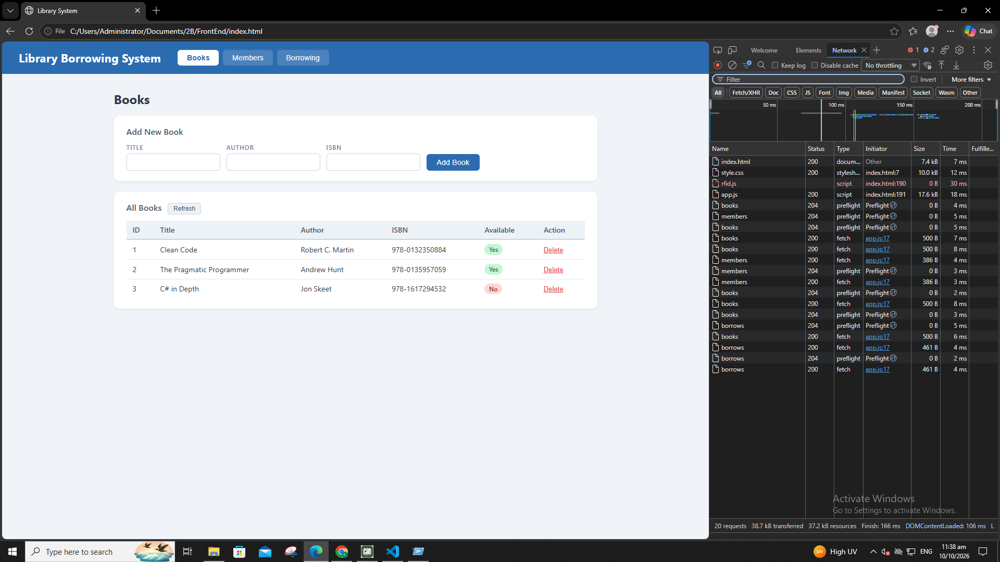 Library System
File C:/Users/Administrator/Documents/2B/FrontEnd/index.html
Chat
Library Borrowing System
Books
Members
Borrowing
Books
Add New Book
TITLE AUTHOR ISBN
Add Book
All Books Refresh
ID Title Author ISBN Available Action
1 Clean Code Robert C. Martin 978-0132350884 Yes Delete
2 The Pragmatic Programmer Andrew Hunt 978-0135957059 Yes Delete
3 C# in Depth Jon Skeet 978-1617294532 No Delete
Welcome Elements Network 1 2
Keep log Disable cache No throttling
Filter Invert More filters
All Fetch/XHR Doc CSS JS Font Img Media Manifest Socket Wasm Other
50 ms 100 ms 150 ms 200 ms
Name Status Type Initiator Size Time Fulfille...
index.html 200 docum... Other 7.4 kB 7 ms
style.css 200 stylesh... index.html:7 10.0 kB 12 ms
rfid.js script index.html:190 0 B 30 ms
app.js 200 script index.html:191 17.6 kB 18 ms
books 204 preflight Preflight 0 B 4 ms
members 204 preflight Preflight 0 B 5 ms
books 204 preflight Preflight 0 B 5 ms
books 200 fetch app.js:17 500 B 7 ms
books 200 fetch app.js:17 500 B 8 ms
members 200 fetch app.js:17 386 B 4 ms
members 204 preflight Preflight 0 B 3 ms
members 200 fetch app.js:17 386 B 3 ms
books 204 preflight Preflight 0 B 2 ms
books 200 fetch app.js:17 500 B 8 ms
books 204 preflight Preflight 0 B 3 ms
borrows 204 preflight Preflight 0 B 5 ms
books 200 fetch app.js:17 500 B 6 ms
borrows 200 fetch app.js:17 461 B 4 ms
borrows 204 preflight Preflight 0 B 2 ms
borrows 200 fetch app.js:17 461 B 4 ms
Activate Windows
Go to Settings to activate Windows.
20 requests 38.7 kB transferred 37.2 kB resources Finish: 166 ms DOMContentLoaded: 106 ms L
Type here to search
UV High UV
ENG
11:38 am
10/10/2026